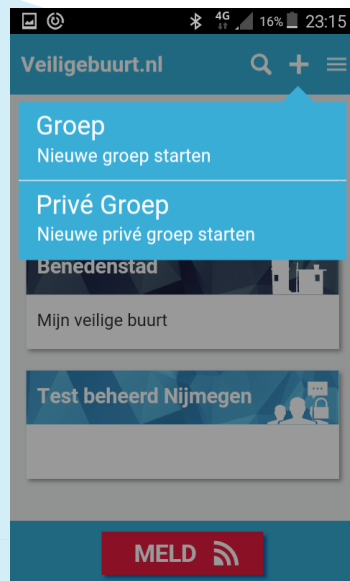 4G 16% 23:15
Veiligebuurt.nl
Groep
Nieuwe groep starten
Privé Groep
Nieuwe privé groep starten
Benedenstad
Mijn veilige buurt
Test beheerd Nijmegen
MELD